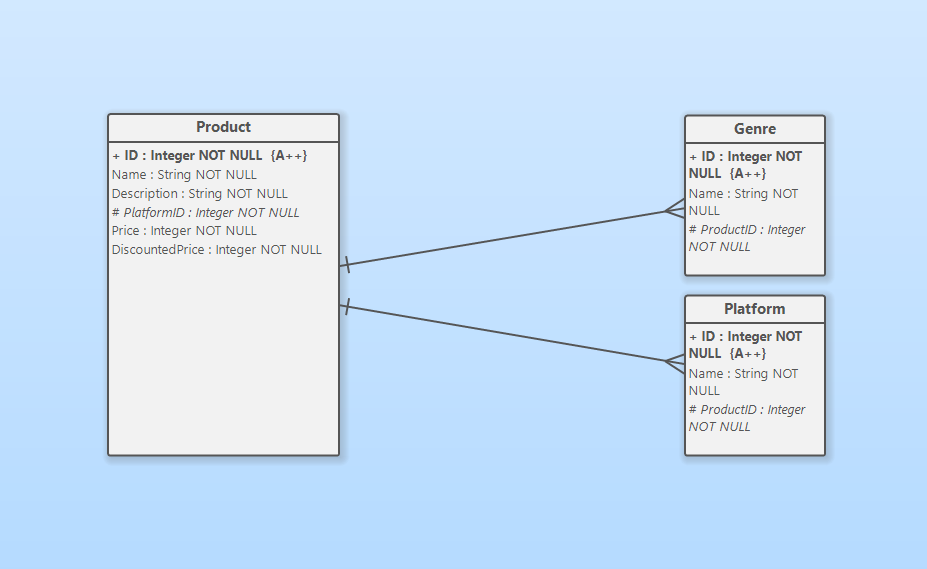 Product
+ ID : Integer NOT NULL  {A++}
Name : String NOT NULL
Description : String NOT NULL
# PlatformID : Integer NOT NULL
Price : Integer NOT NULL
DiscountedPrice : Integer NOT NULL
Genre
+ ID : Integer NOT
NULL  {A++}
Name : String NOT
NULL
# ProductID : Integer
NOT NULL
Platform
+ ID : Integer NOT
NULL  {A++}
Name : String NOT
NULL
# ProductID : Integer
NOT NULL